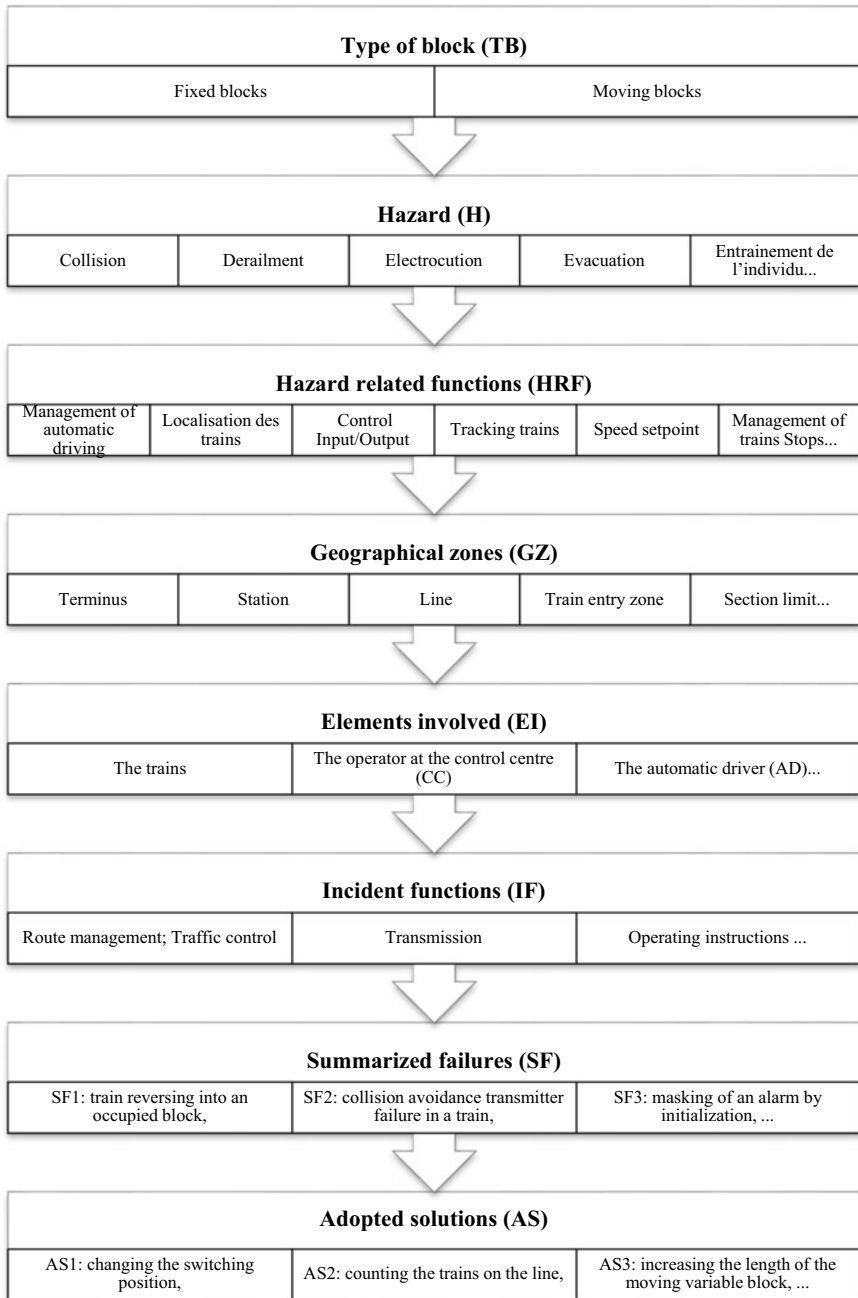 Type of block (TB)
Fixed blocks
Moving blocks
Hazard (H)
Collision
Derailment
Electrocution
Evacuation
Entrainement de
l’individu...
Hazard related functions (HRF)
Management of
automatic
driving
Localisation des
trains
Control
Input/Output
Tracking trains
Speed setpoint
Management of
trains Stops...
Geographical zones (GZ)
Terminus
Station
Line
Train entry zone
Section limit...
Elements involved (EI)
The trains
The operator at the control centre
(CC)
The automatic driver (AD)...
Incident functions (IF)
Route management; Traffic control
Transmission
Operating instructions ...
Summarized failures (SF)
SF1: train reversing into an
occupied block,
SF2: collision avoidance transmitter
failure in a train,
SF3: masking of an alarm by
initialization, ...
Adopted solutions (AS)
AS1: changing the switching
position,
AS2: counting the trains on the line,
AS3: increasing the length of the
moving variable block, ...